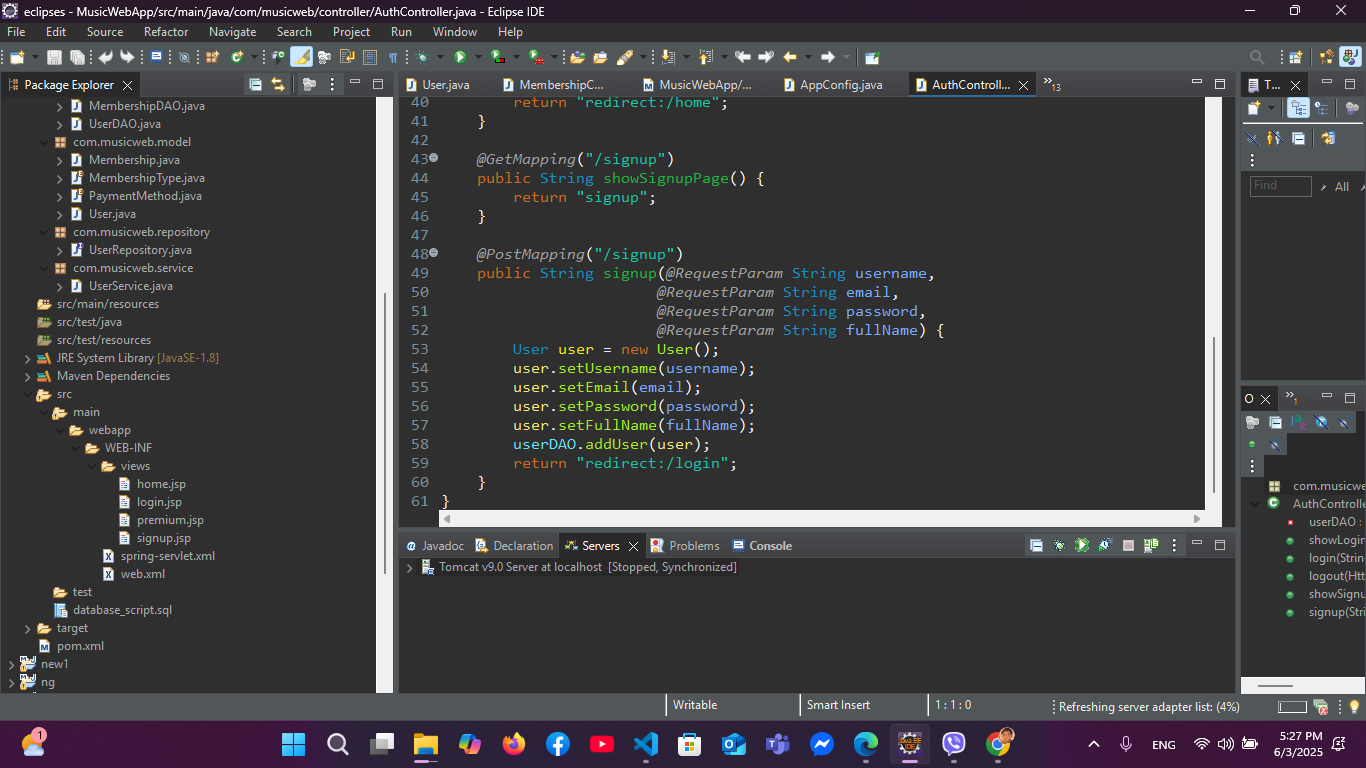 eclipses - MusicWebApp/src/main/java/com/musicweb/controller/AuthController.java - Eclipse IDE
File Edit Source Refactor Navigate Search Project Run Window Help
Package Explorer
MembershipDAO.java
UserDAO.java
com.musicweb.model
Membership.java
MembershipType.java
PaymentMethod.java
User.java
com.musicweb.repository
UserRepository.java
com.musicweb.service
UserService.java
src/main/resources
src/test/java
src/test/resources
JRE System Library [JavaSE-1.8]
Maven Dependencies
src
main
webapp
WEB-INF
views
home.jsp
login.jsp
premium.jsp
signup.jsp
spring-servlet.xml
web.xml
test
database_script.sql
target
pom.xml
new1
ng
User.java MembershipC... MusicWebApp/... AppConfig.java AuthControll... »13
40 return "redirect:/home";
41 }
42
43 @GetMapping("/signup")
44 public String showSignupPage() {
45 return "signup";
46 }
47
48 @PostMapping("/signup")
49 public String signup(@RequestParam String username,
50 @RequestParam String email,
51 @RequestParam String password,
52 @RequestParam String fullName) {
53 User user = new User();
54 user.setUsername(username);
55 user.setEmail(email);
56 user.setPassword(password);
57 user.setFullName(fullName);
58 userDAO.addUser(user);
59 return "redirect:/login";
60 }
61 }
@ Javadoc Declaration Servers Problems Console
Tomcat v9.0 Server at localhost [Stopped, Synchronized]
T...
Find All
O »1
com.musicwe
AuthControlle
userDAO :
showLogin
login(Strin
logout(Htt
showSignu
signup(Stri
Writable Smart Insert 1 : 1 : 0 Refreshing server adapter list: (4%)
1
ENG
5:27 PM
6/3/2025